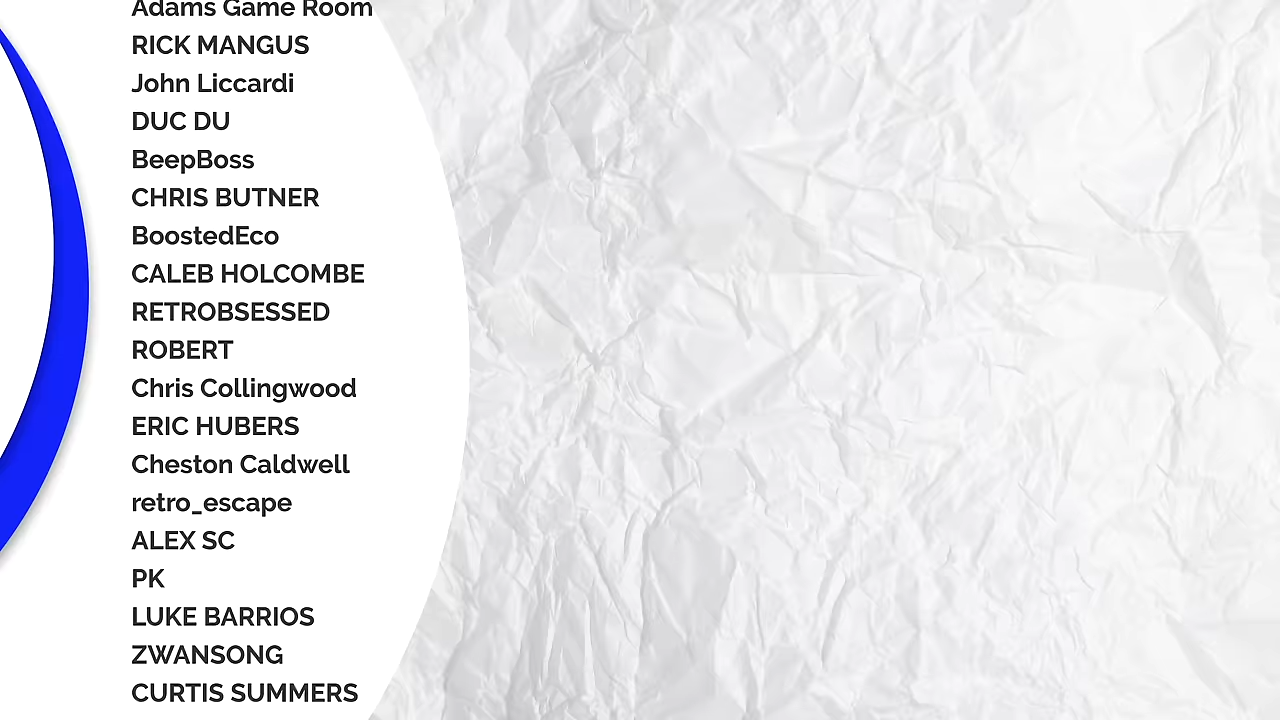 Adams Game Room
RICK MANGUS
John Liccardi
DUC DU
BeepBoss
CHRIS BUTNER
BoostedEco
CALEB HOLCOMBE
RETROBSESSED
ROBERT
Chris Collingwood
ERIC HUBERS
Cheston Caldwell
retro_escape
ALEX SC
PK
LUKE BARRIOS
ZWANSONG
CURTIS SUMMERS